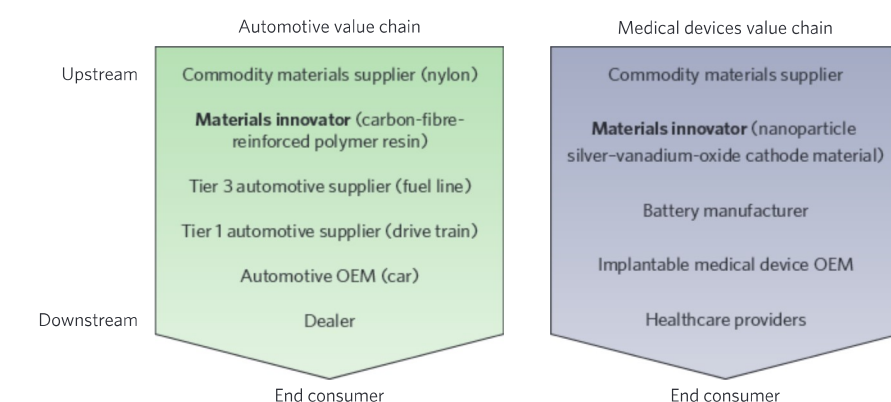 Automotive value chain
Upstream
Commodity materials supplier (nylon)
Materials innovator (carbon-fibre-
reinforced polymer resin)
Tier 3 automotive supplier (fuel line)
Tier 1 automotive supplier (drive train)
Automotive OEM (car)
Downstream
Dealer
End consumer
Medical devices value chain
Commodity materials supplier
Materials innovator (nanoparticle
silver–vanadium-oxide cathode material)
Battery manufacturer
Implantable medical device OEM
Healthcare providers
End consumer